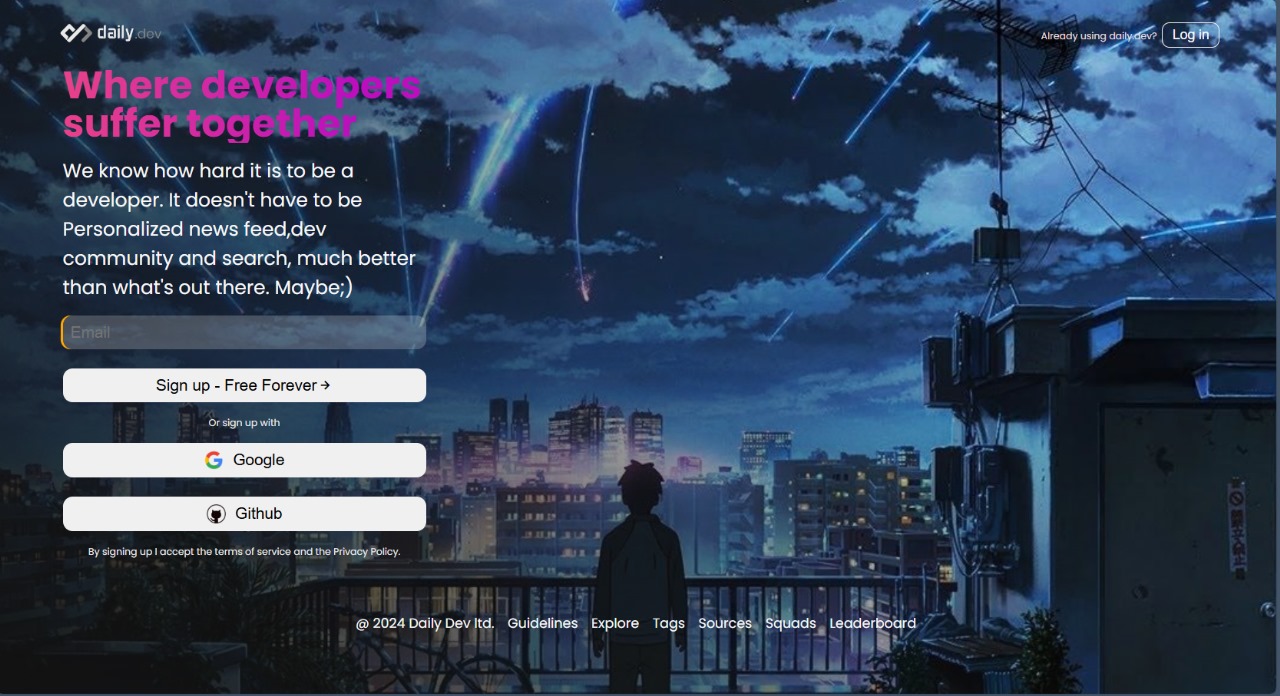 daily.dev
Already using daily.dev?
Log in
Where developers
suffer together
We know how hard it is to be a
developer. It doesn't have to be
Personalized news feed,dev
community and search, much better
than what's out there. Maybe;)
Email
Sign up - Free Forever →
Or sign up with
Google
Github
By signing up I accept the terms of service and the Privacy Policy.
@ 2024 Daily Dev ltd. Guidelines Explore Tags Sources Squads Leaderboard